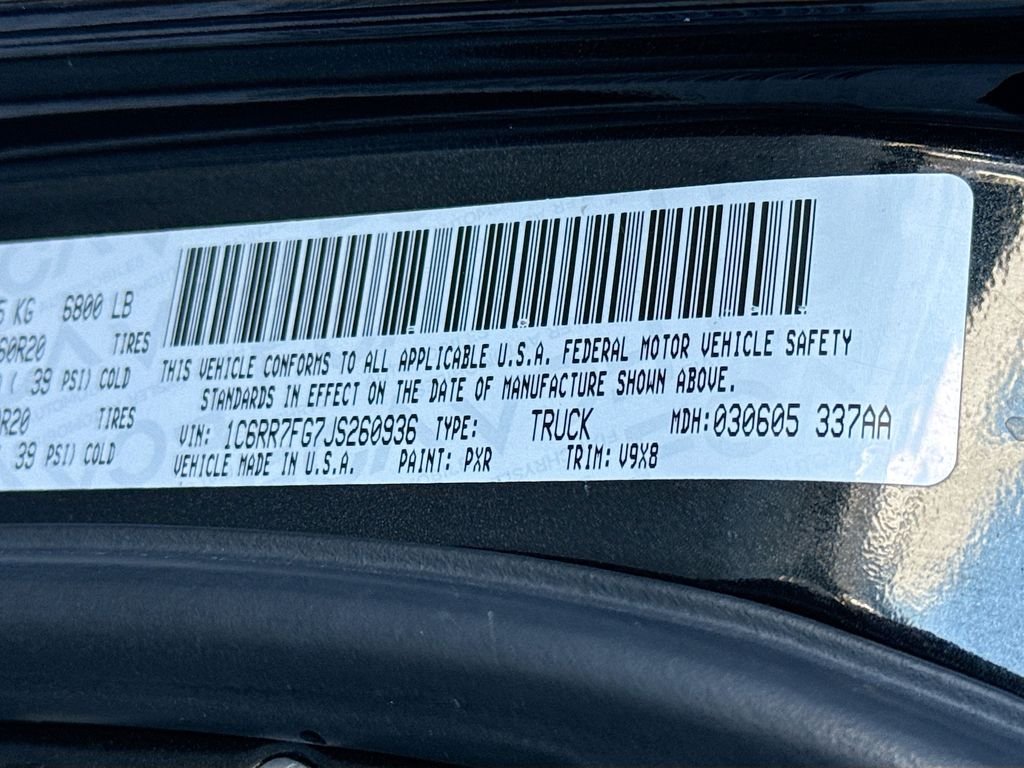 KG 6800 LB
60R20 TIRES
39 PSI) COLD
R20 TIRES
39 PSI) COLD
THIS VEHICLE CONFORMS TO ALL APPLICABLE U.S.A. FEDERAL MOTOR VEHICLE SAFETY
STANDARDS IN EFFECT ON THE DATE OF MANUFACTURE SHOWN ABOVE.
VIN: 1C6RR7FG7JS260936 TYPE: TRUCK MDH:030605 337AA
VEHICLE MADE IN U.S.A. PAINT: PXR TRIM: V9X8